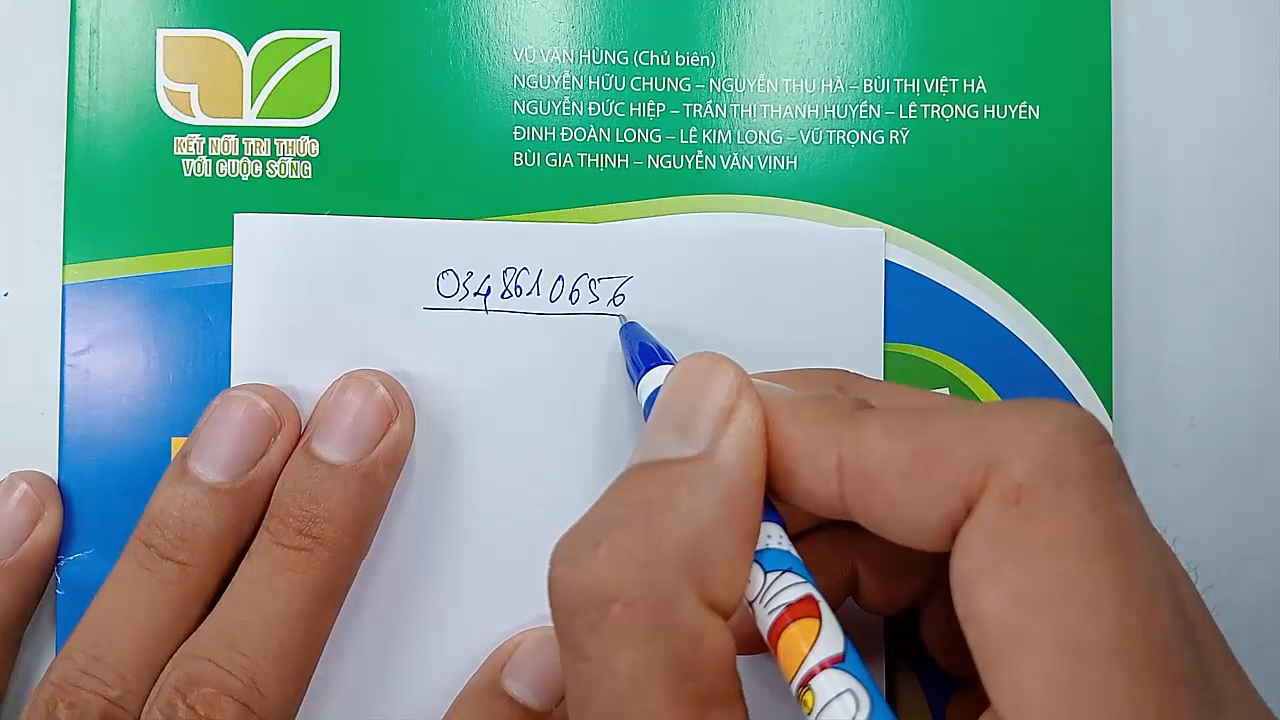 KẾT NỐI TRI THỨC
VỚI CUỘC SỐNG
VŨ VĂN HÙNG (Chủ biên)
NGUYỄN HỮU CHUNG – NGUYỄN THU HÀ – BÙI THỊ VIỆT HÀ
NGUYỄN ĐỨC HIỆP – TRẦN THỊ THANH HUYỀN – LÊ TRỌNG HUYỀN
ĐINH ĐOÀN LONG – LÊ KIM LONG – VŨ TRỌNG RỸ
BÙI GIA THỊNH – NGUYỄN VĂN VỊNH
0348610656